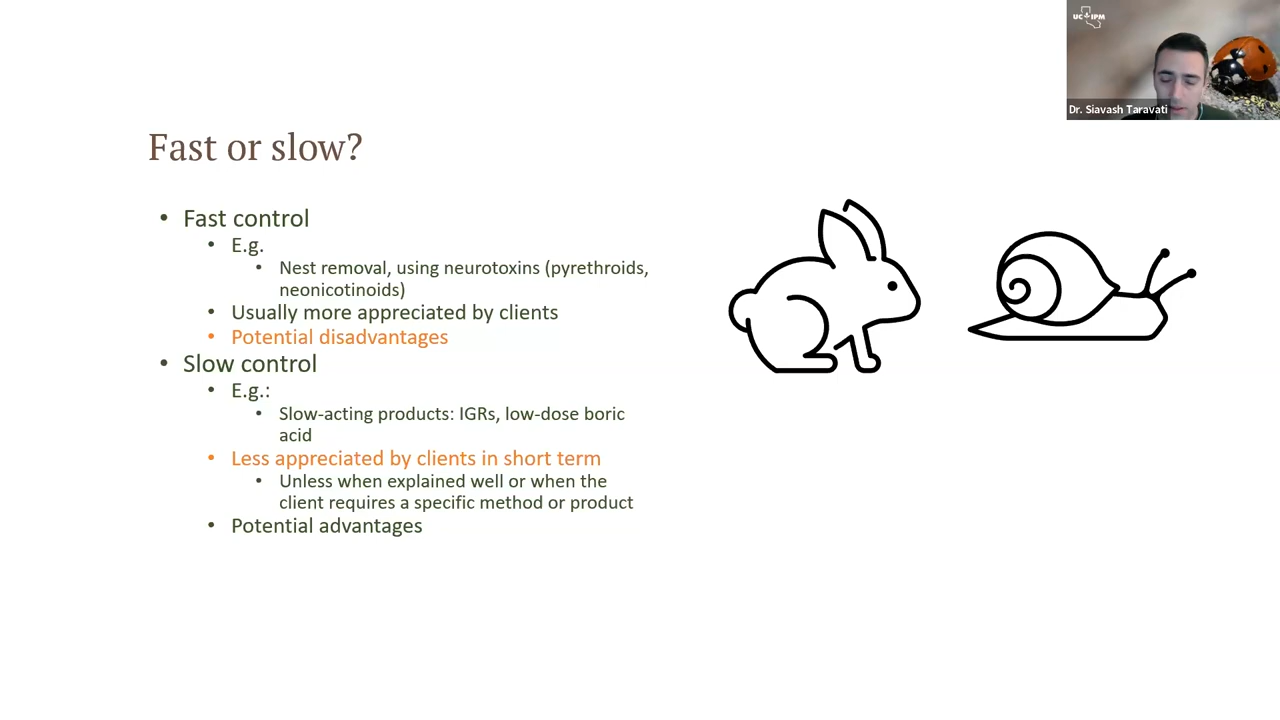 UC IPM
Dr. Siavash Taravati
Fast or slow?
• Fast control
• E.g.
• Nest removal, using neurotoxins (pyrethroids,
neonicotinoids)
• Usually more appreciated by clients
• Potential disadvantages
• Slow control
• E.g.:
• Slow-acting products: IGRs, low-dose boric
acid
• Less appreciated by clients in short term
• Unless when explained well or when the
client requires a specific method or product
• Potential advantages